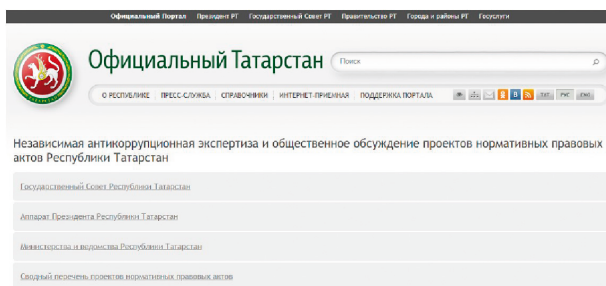 Официальный Портал Президент РТ Государственный Совет РТ Правительство РТ Города и районы РТ Госуслуги
Официальный Татарстан Поиск
О РЕСПУБЛИКЕ ПРЕСС-СЛУЖБА СПРАВОЧНИКИ ИНТЕРНЕТ-ПРИЕМНАЯ ПОДДЕРЖКА ПОРТАЛА ТАТ РУС ENG
Независимая антикоррупционная экспертиза и общественное обсуждение проектов нормативных правовых
актов Республики Татарстан
Государственный Совет Республики Татарстан
Аппарат Президента Республики Татарстан
Министерства и ведомства Республики Татарстан
Сводный перечень проектов нормативных правовых актов